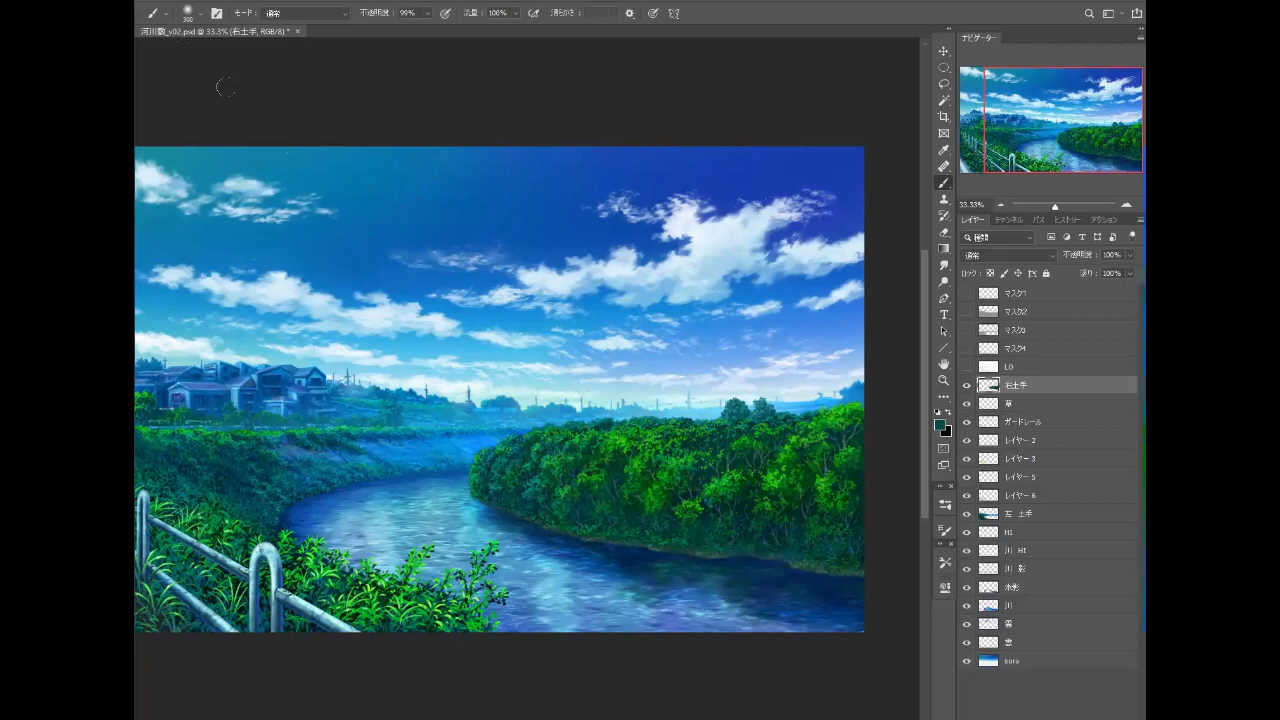 300 モード： 通常 不透明度： 99% 流量： 100% 滑らかさ：
河川敷_v02.psd @ 33.3% (右土手, RGB/8) * ×
ナビゲーター
33.33%
レイヤー チャンネル パス ヒストリー アクション
種類
通常 不透明度： 100%
ロック： 塗り： 100%
マスク1
マスク2
マスク3
マスク4
LO
右土手
草
ガードレール
レイヤー 2
レイヤー 3
レイヤー 5
レイヤー 6
左 土手
HI
川 HI
川 影
水影
川
雲
雲
sora